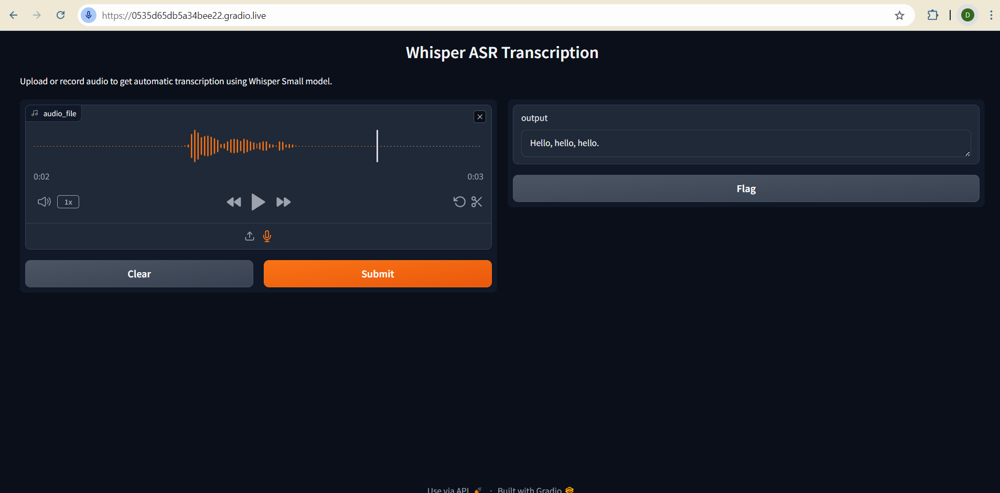 https://0535d65db5a34bee22.gradio.live
D
Whisper ASR Transcription
Upload or record audio to get automatic transcription using Whisper Small model.
audio_file
0:02
0:03
1x
Clear
Submit
output
Hello, hello, hello.
Flag
Use via API · Built with Gradio